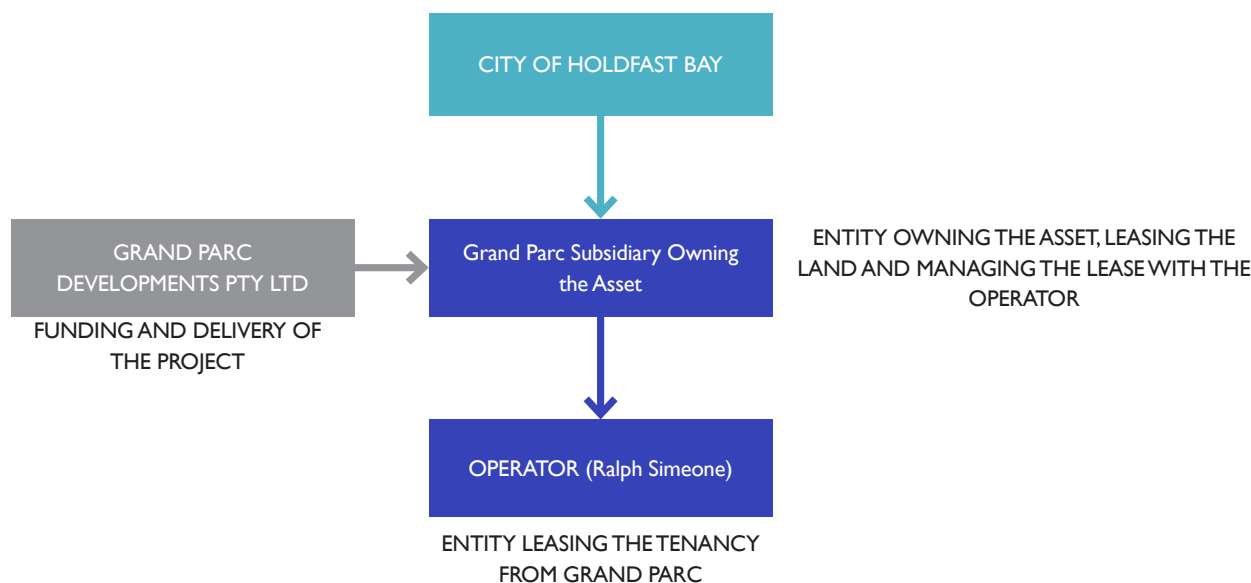 CITY OF HOLDFAST BAY
GRAND PARC
DEVELOPMENTS PTY LTD
FUNDING AND DELIVERY OF
THE PROJECT
Grand Parc Subsidiary Owning
the Asset
ENTITY OWNING THE ASSET, LEASING THE
LAND AND MANAGING THE LEASE WITH THE
OPERATOR
OPERATOR (Ralph Simeone)
ENTITY LEASING THE TENANCY
FROM GRAND PARC